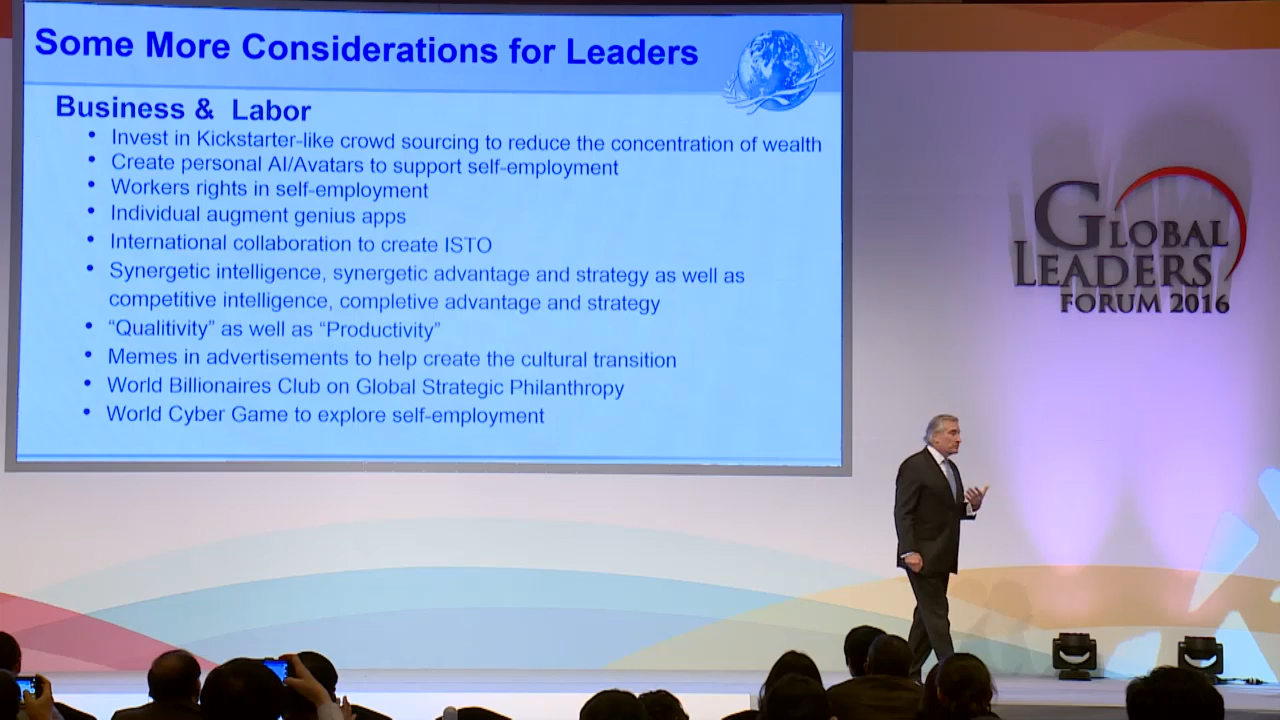 Some More Considerations for Leaders
Business & Labor
• Invest in Kickstarter-like crowd sourcing to reduce the concentration of wealth
• Create personal AI/Avatars to support self-employment
• Workers rights in self-employment
• Individual augment genius apps
• International collaboration to create ISTO
• Synergetic intelligence, synergetic advantage and strategy as well as
competitive intelligence, completive advantage and strategy
• “Qualitivity” as well as “Productivity”
• Memes in advertisements to help create the cultural transition
• World Billionaires Club on Global Strategic Philanthropy
• World Cyber Game to explore self-employment
GLOBAL
LEADERS
FORUM 2016